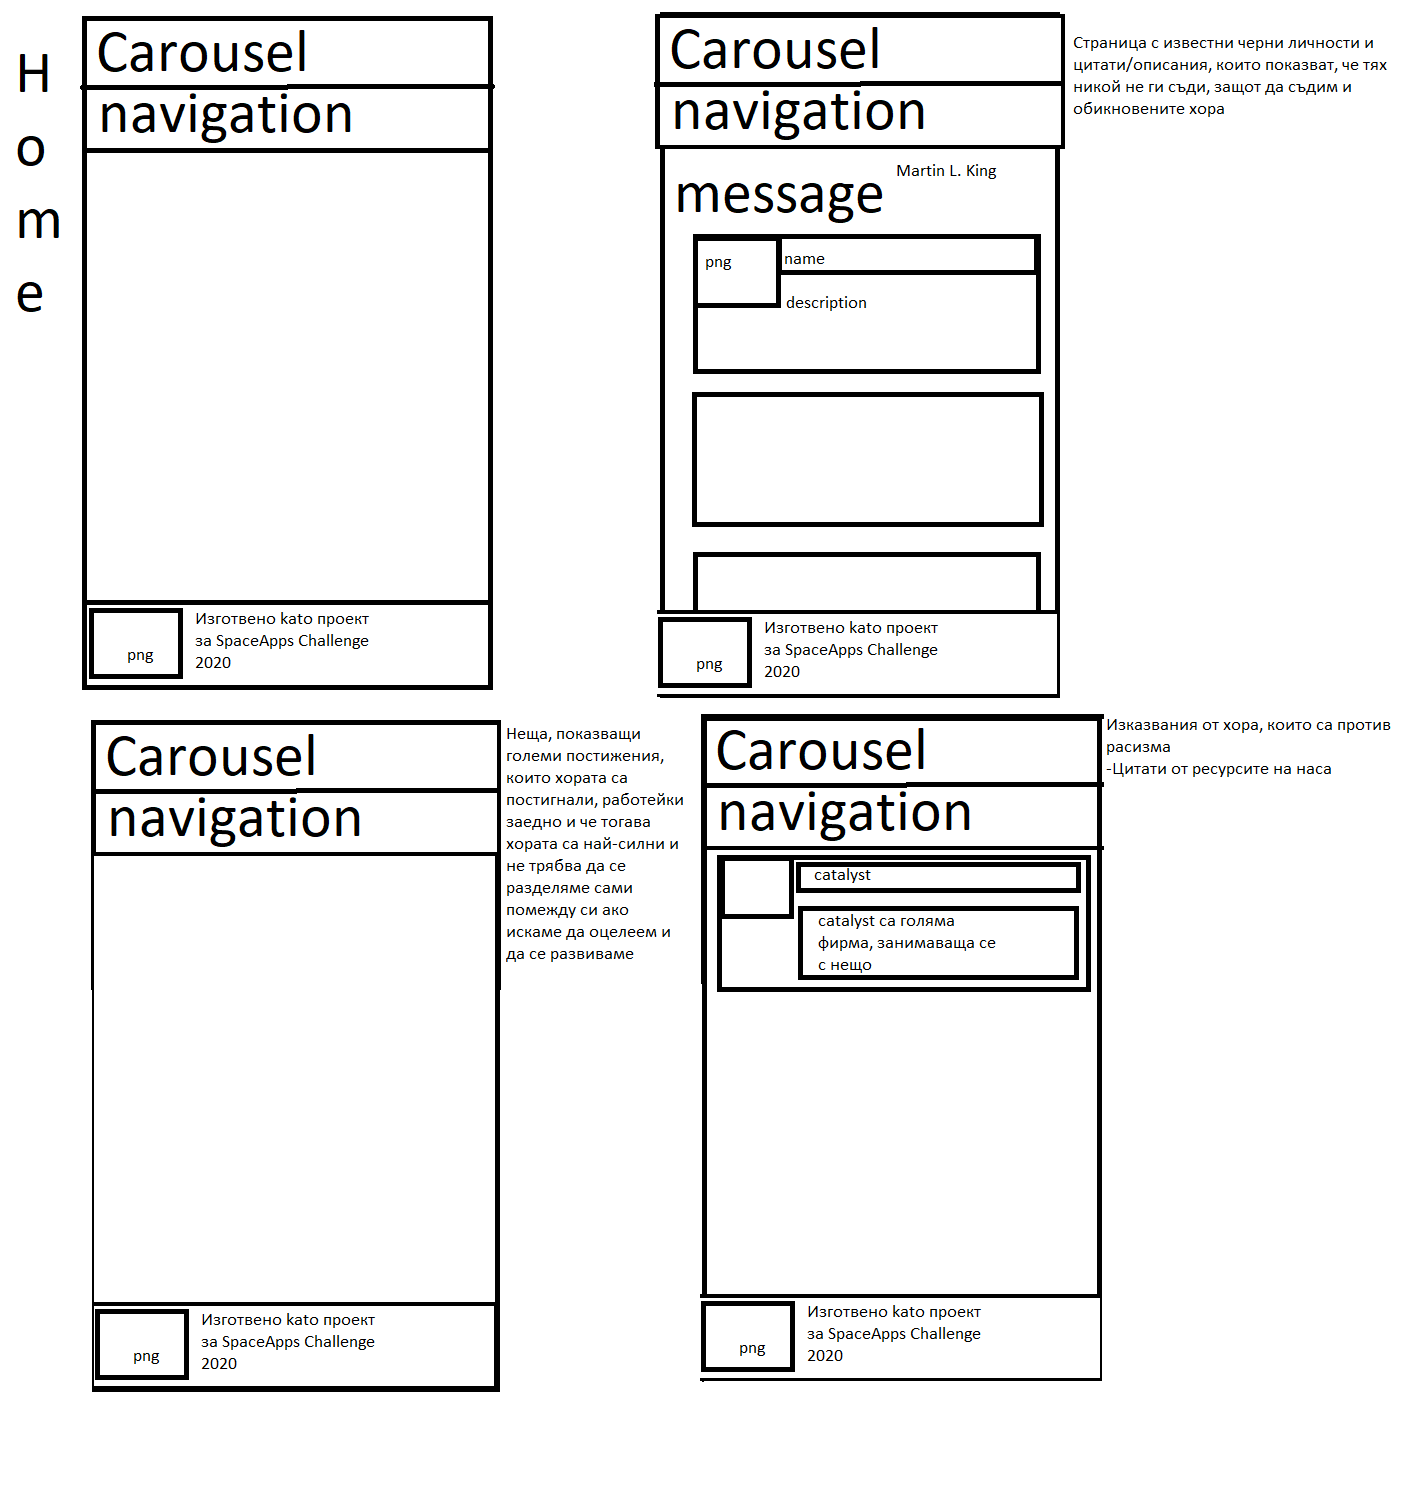 H
o
m
e
Carousel
navigation
png
Изготвено kato проект
за SpaceApps Challenge
2020
Carousel
navigation
message
Martin L. King
png
name
description
png
Изготвено kato проект
за SpaceApps Challenge
2020
Страница с известни черни личности и
цитати/описания, които показват, че тях
никой не ги съди, защот да съдим и
обикновените хора
Carousel
navigation
png
Изготвено kato проект
за SpaceApps Challenge
2020
Неща, показващи
големи постижения,
които хората са
постигнали, работейки
заедно и че тогава
хората са най-силни и
не трябва да се
разделяме сами
помежду си ако
искаме да оцелеем и
да се развиваме
Carousel
navigation
catalyst
catalyst са голяма
фирма, занимаваща се
с нещо
png
Изготвено kato проект
за SpaceApps Challenge
2020
Изказвания от хора, които са против
расизма
-Цитати от ресурсите на наса